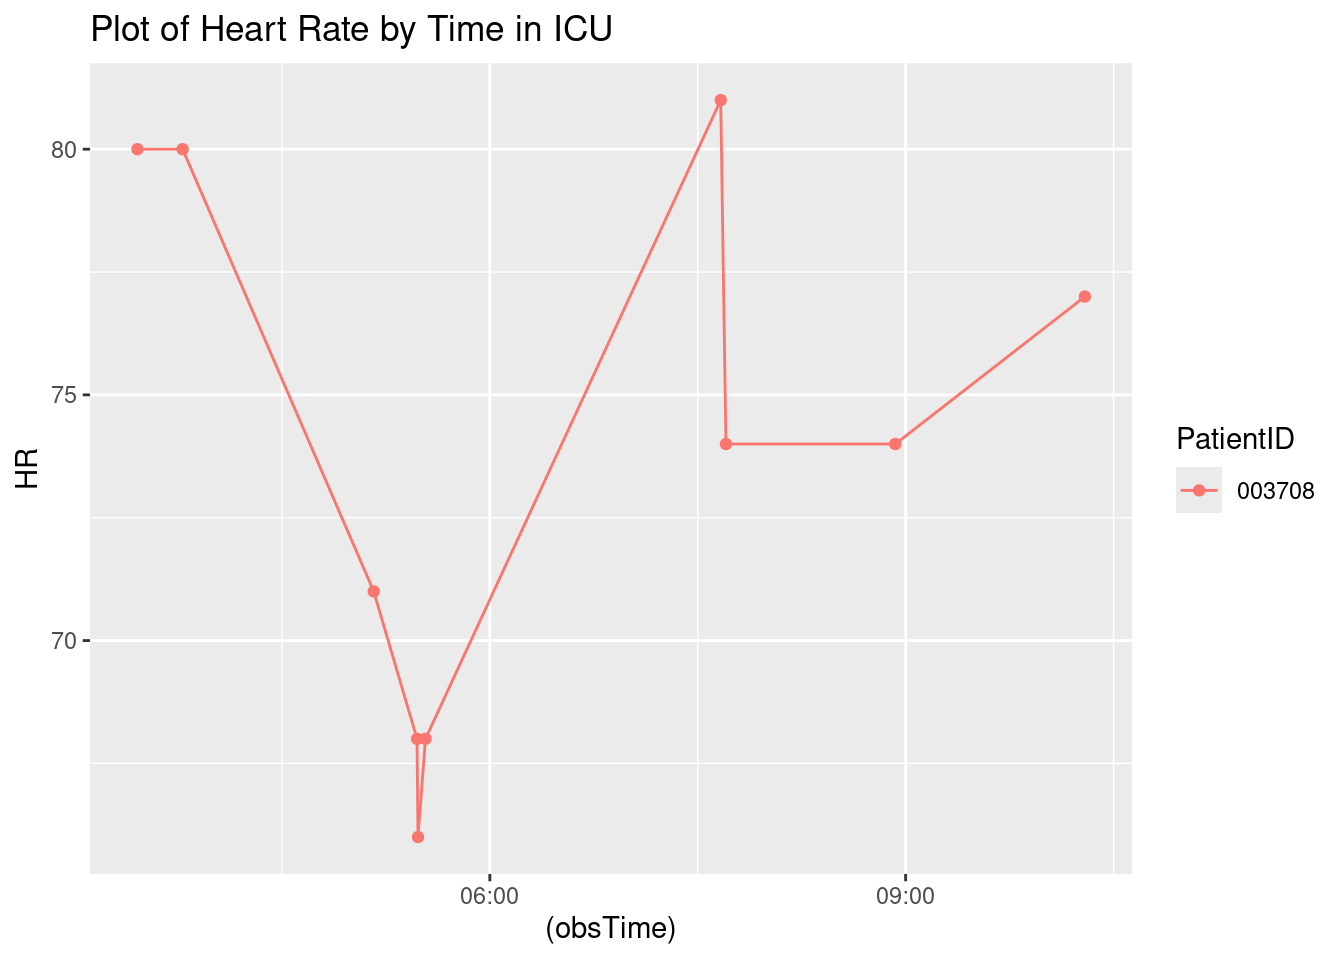 Plot of Heart Rate by Time in ICU
80
75
70
HR
06:00
09:00
(obsTime)
PatientID
003708